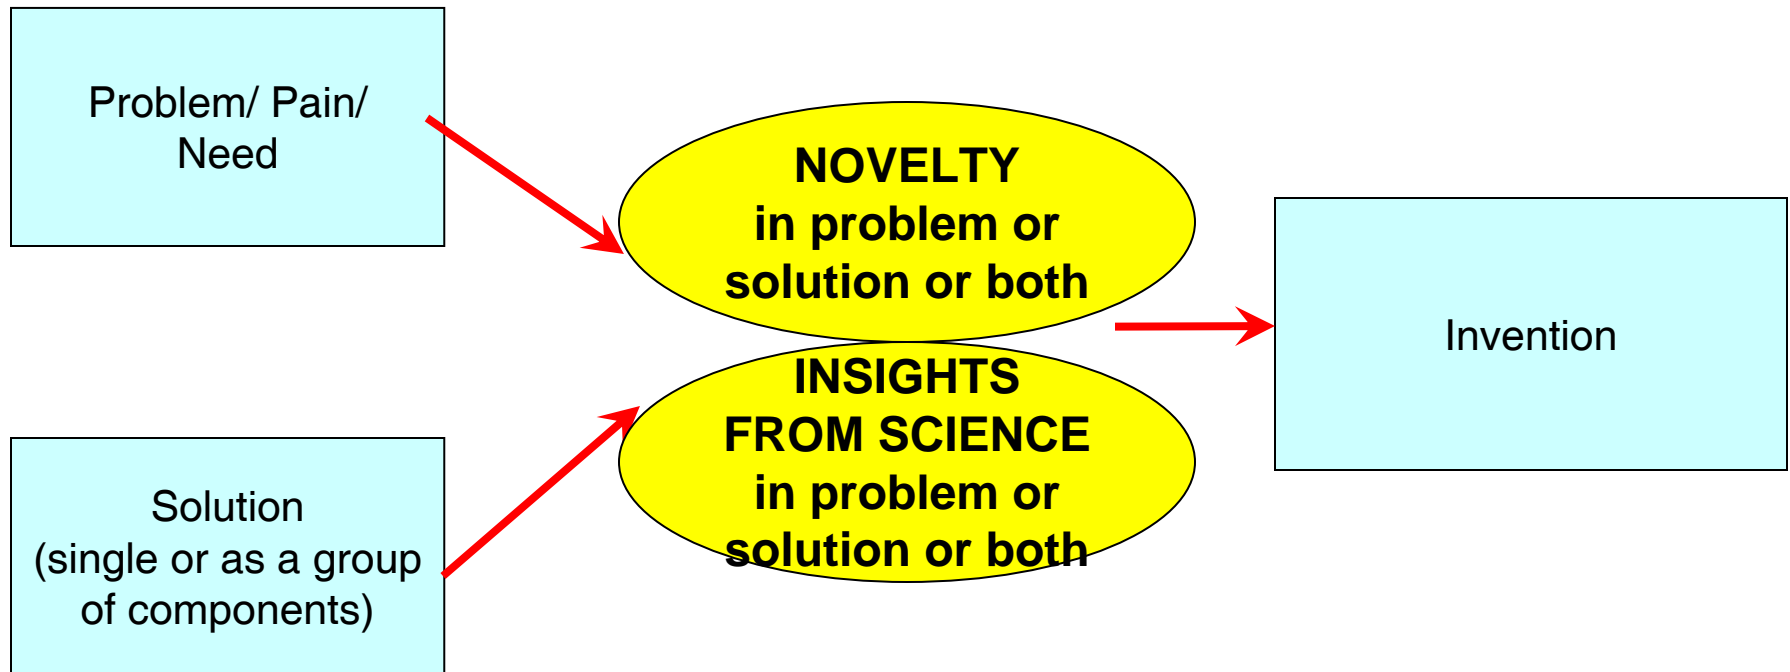 Problem/ Pain/
Need
NOVELTY
in problem or
solution or both
Invention
INSIGHTS
FROM SCIENCE
in problem or
solution or both
Solution
(single or as a group
of components)